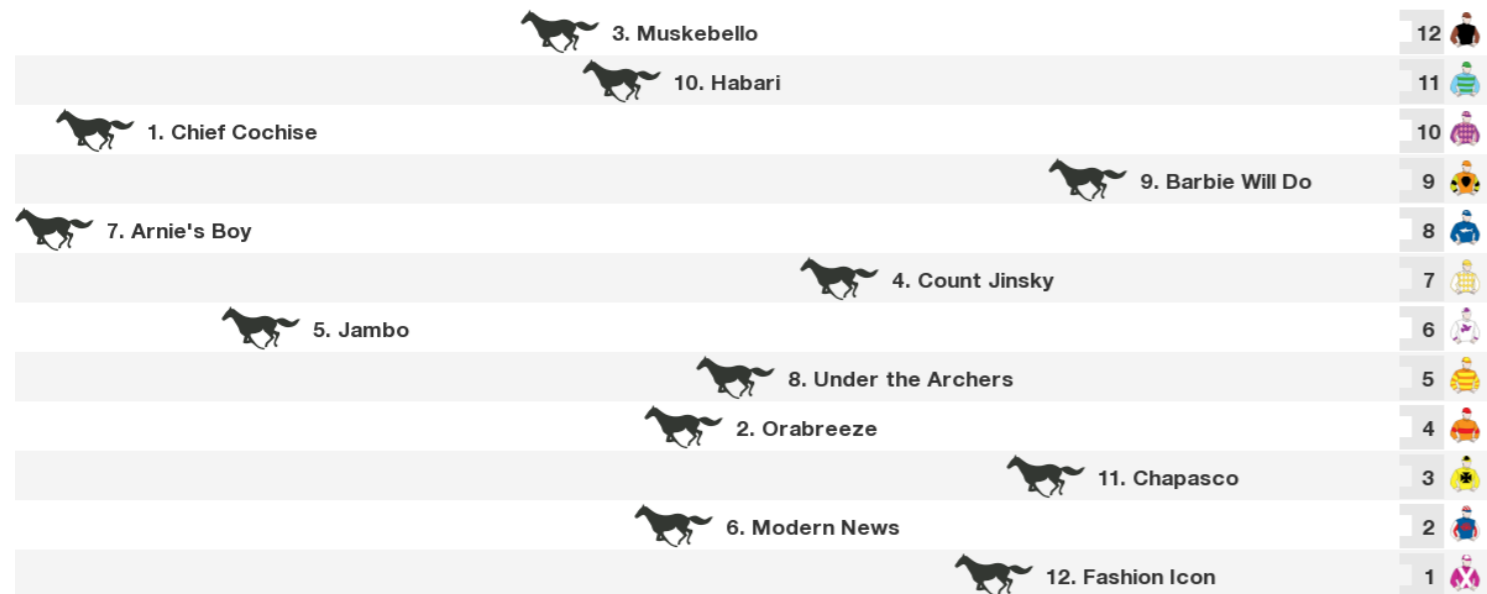 3. Muskebello 12
10. Habari 11
1. Chief Cochise 10
9. Barbie Will Do 9
7. Arnie's Boy 8
4. Count Jinsky 7
5. Jambo 6
8. Under the Archers 5
2. Orabreeze 4
11. Chapasco 3
6. Modern News 2
12. Fashion Icon 1